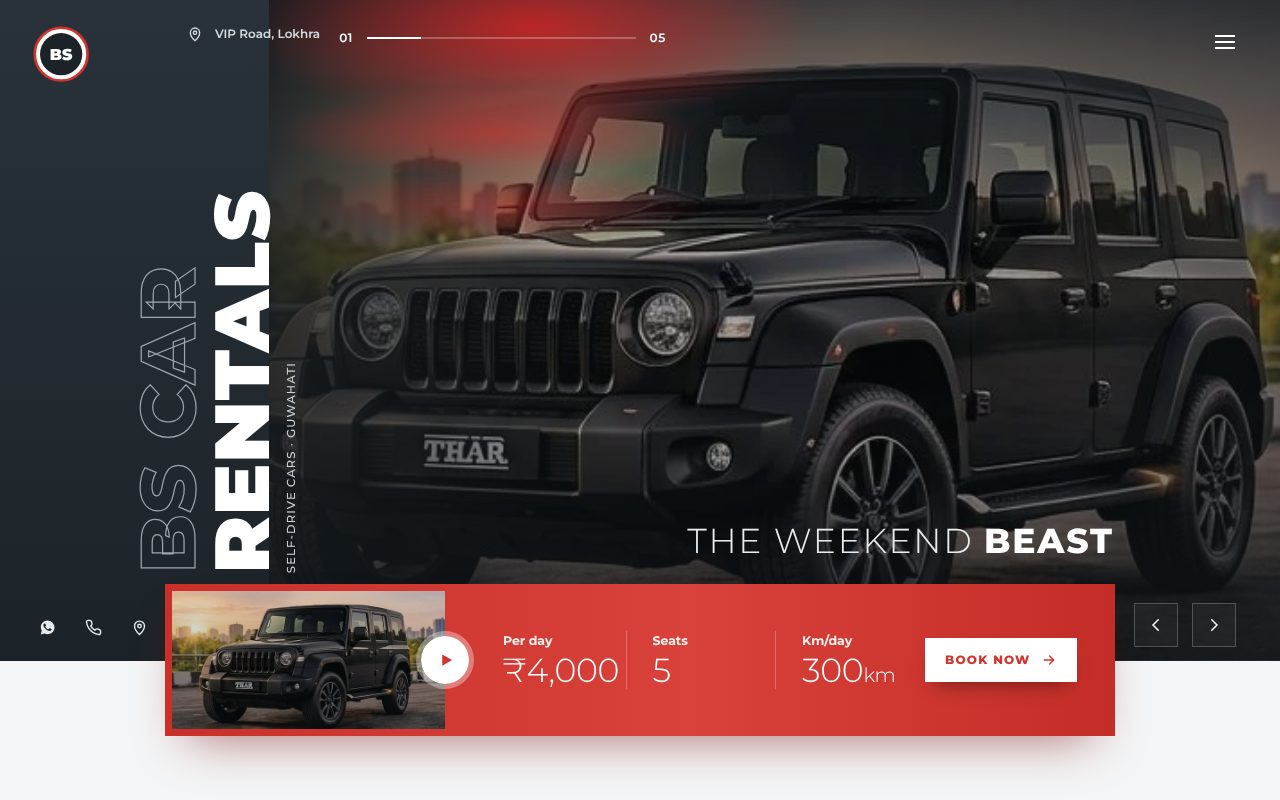 BS
VIP Road, Lokhra
01
05
BS CAR
RENTALS
SELF-DRIVE CARS · GUWAHATI
THAR
THE WEEKEND BEAST
THAR
Per day
₹4,000
Seats
5
Km/day
300km
BOOK NOW